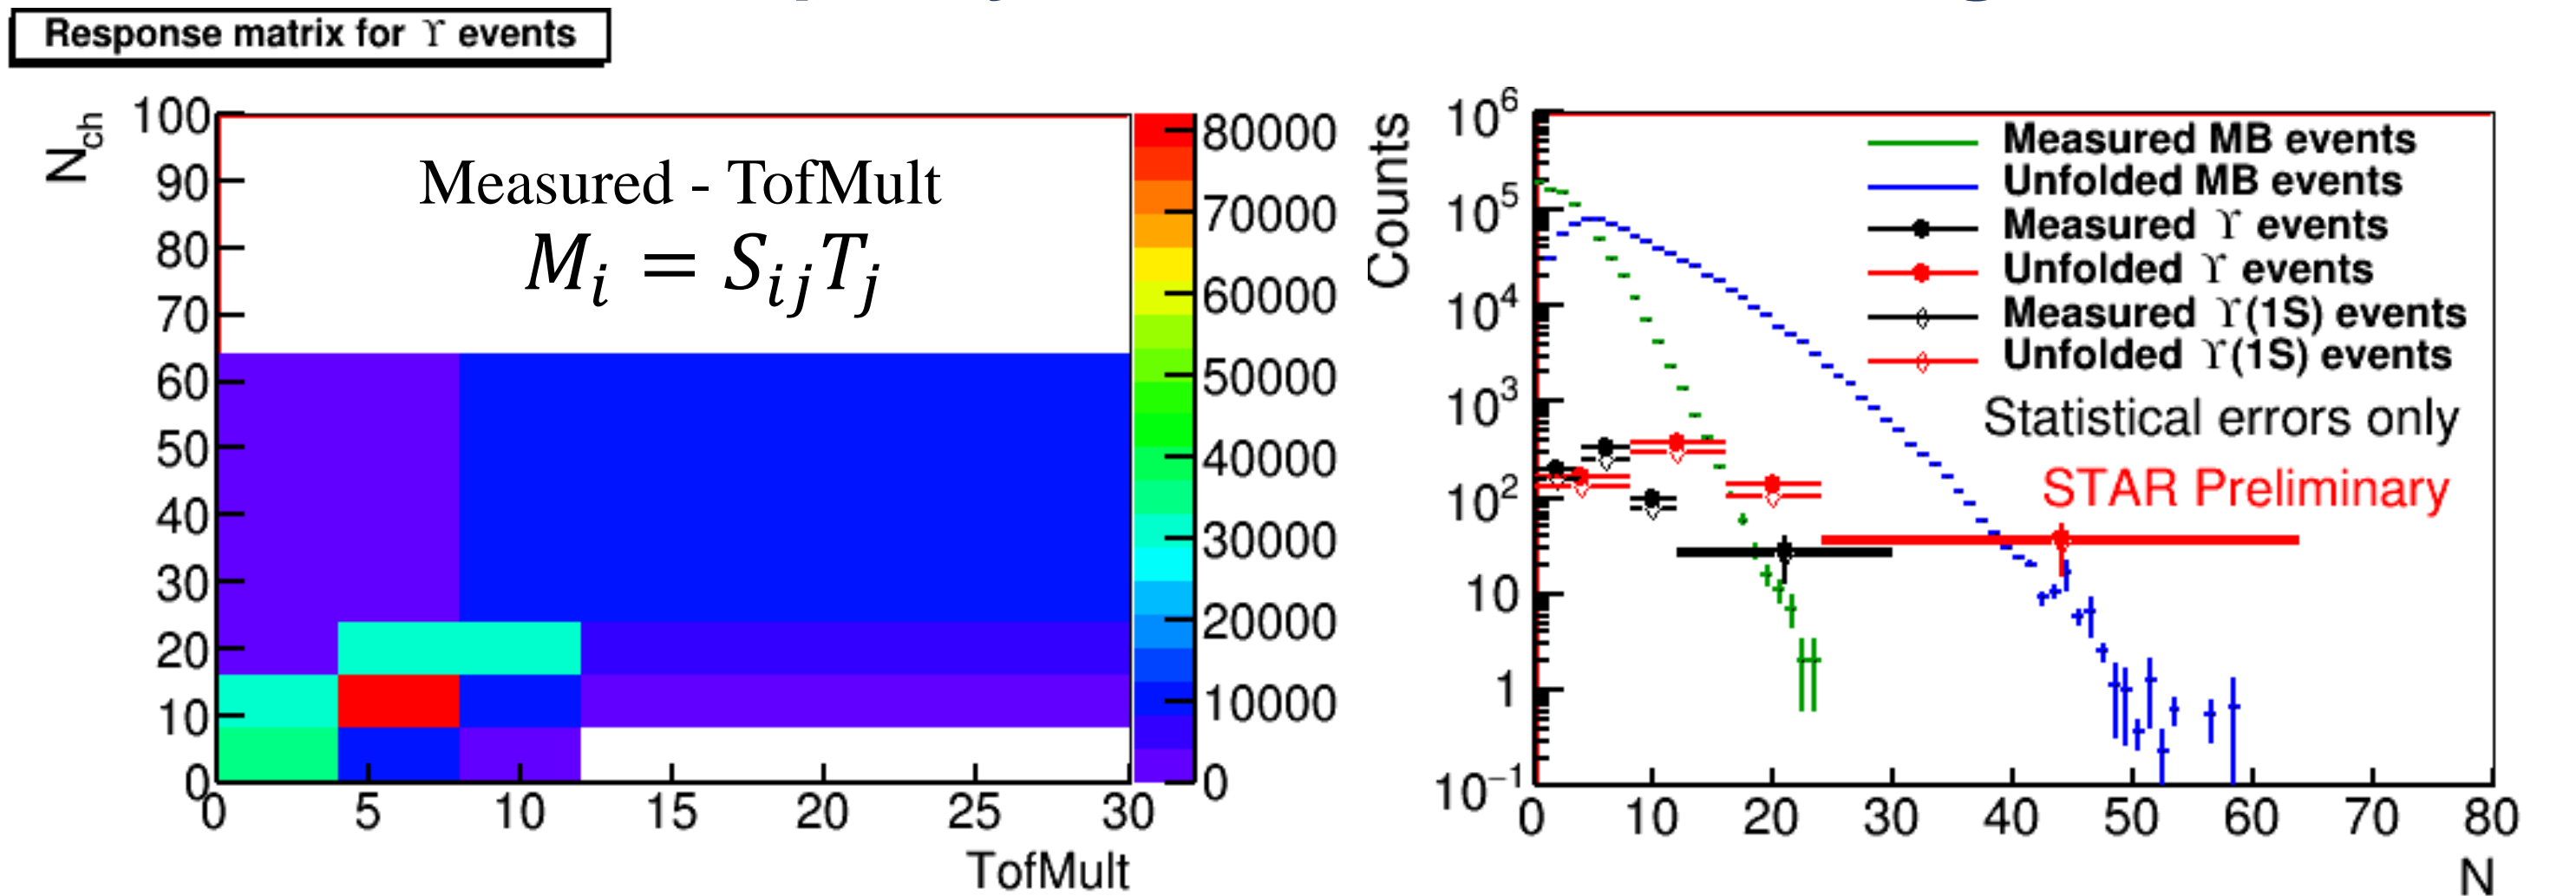 Response matrix for ϒ events
N_ch
100
90
80
70
60
50
40
30
20
10
0
Measured - TofMult
M_i = S_{ij}T_j
0 5 10 15 20 25 30
TofMult
80000
70000
60000
50000
40000
30000
20000
10000
0
Counts
10^6
10^5
10^4
10^3
10^2
10
1
10^{−1}
Measured MB events
Unfolded MB events
Measured ϒ events
Unfolded ϒ events
Measured ϒ(1S) events
Unfolded ϒ(1S) events
Statistical errors only
STAR Preliminary
0 10 20 30 40 50 60 70 80
N